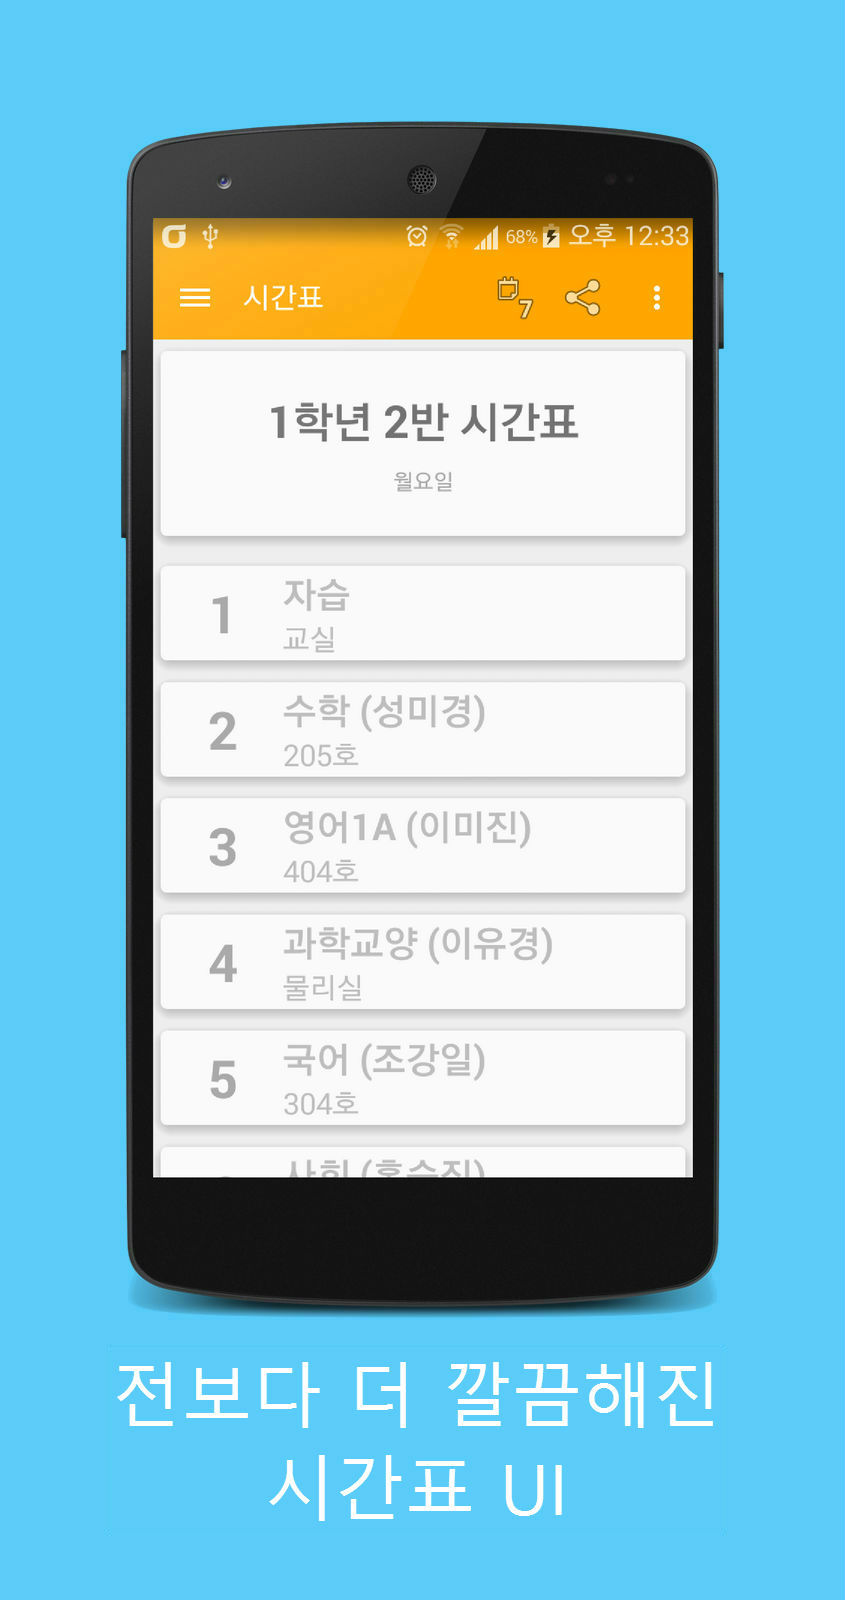 68% 오후 12:33
시간표
7
1학년 2반 시간표
월요일
1
자습
교실
2
수학 (성미경)
205호
3
영어1A (이미진)
404호
4
과학교양 (이유경)
물리실
5
국어 (조강일)
304호
전보다 더 깔끔해진
시간표 UI